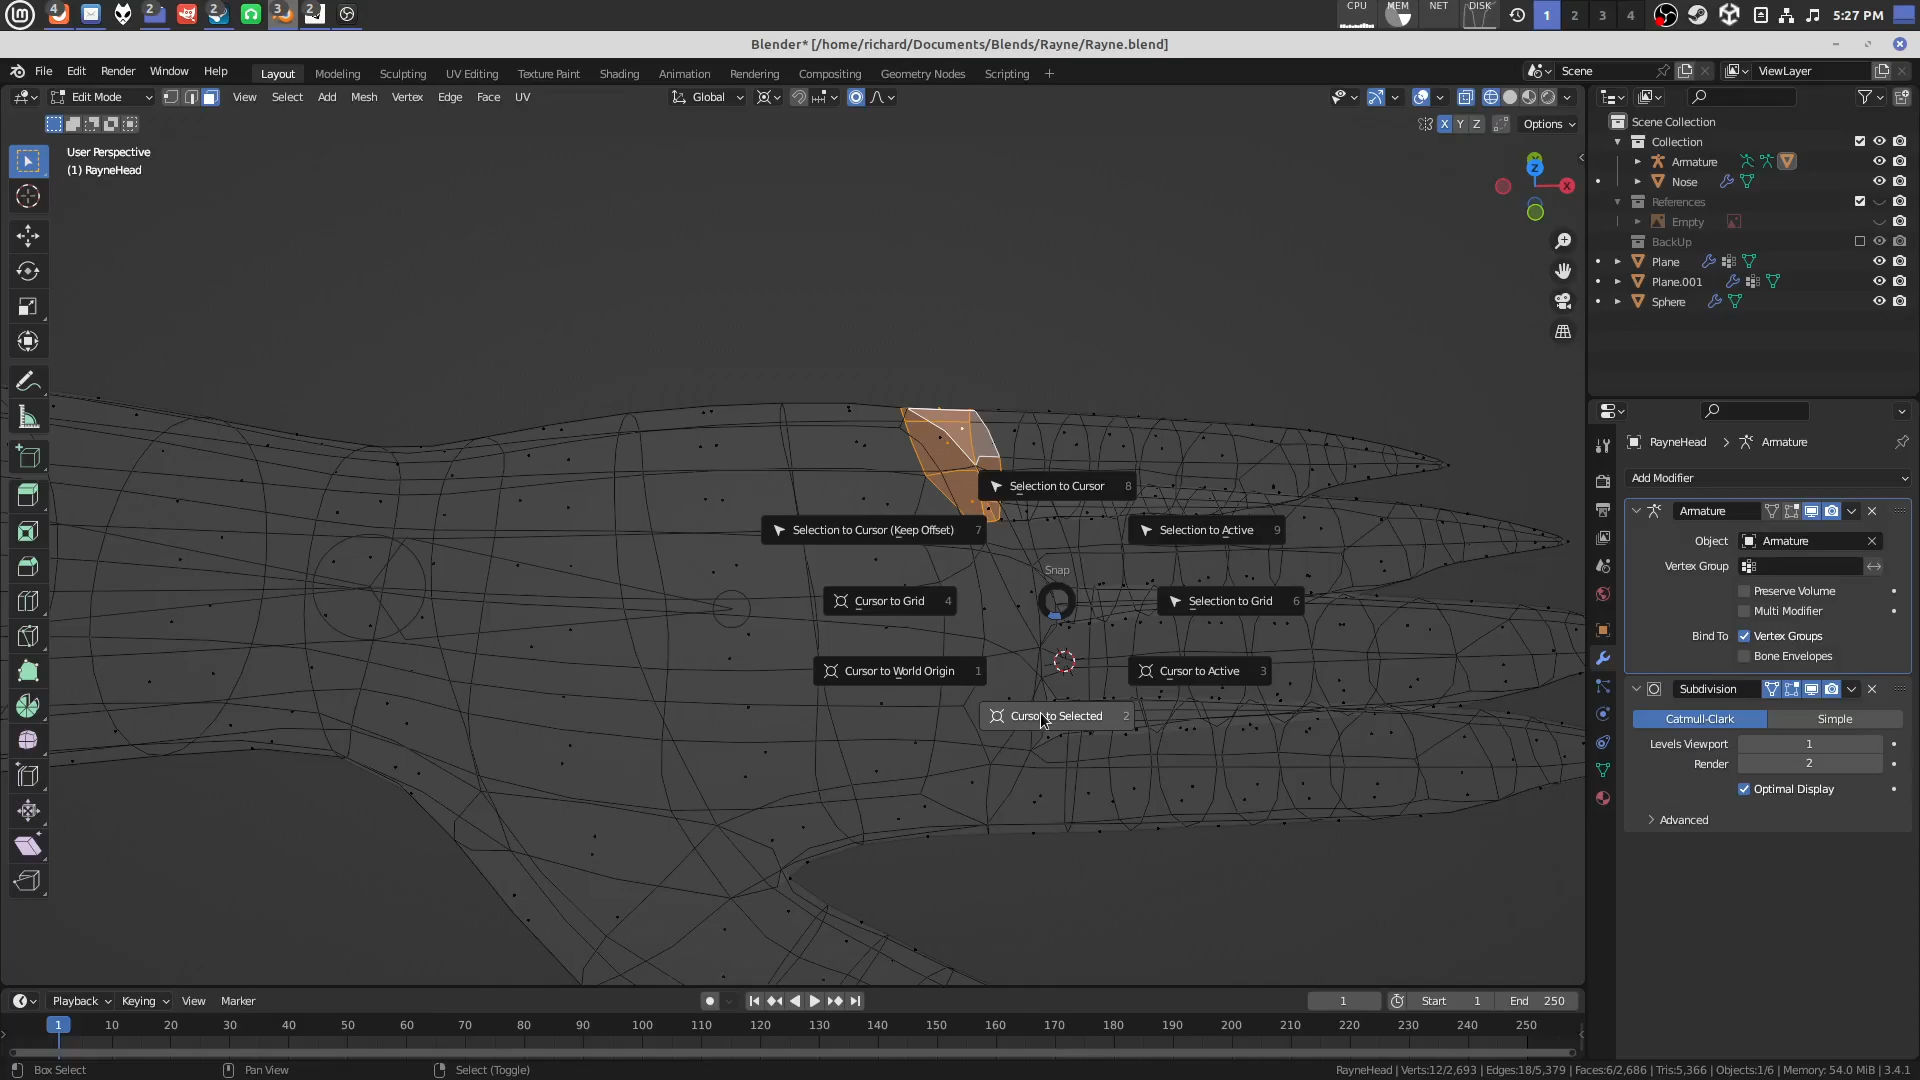 4 2 2 3 2 CPU MEM NET DISK 1 2 3 4 5:27 PM
Blender* [/home/richard/Documents/Blends/Rayne/Rayne.blend]
File Edit Render Window Help Layout Modeling Sculpting UV Editing Texture Paint Shading Animation Rendering Compositing Geometry Nodes Scripting + Scene ViewLayer
Edit Mode View Select Add Mesh Vertex Edge Face UV Global
X Y Z Options
User Perspective
(1) RayneHead
Z
X
Scene Collection
Collection
Armature
Nose
References
Empty
BackUp
Plane
Plane.001
Sphere
RayneHead > Armature
Add Modifier
Armature
Object Armature
Vertex Group
Preserve Volume
Multi Modifier
Bind To Vertex Groups
Bone Envelopes
Subdivision
Catmull-Clark Simple
Levels Viewport 1
Render 2
Optimal Display
Advanced
Selection to Cursor 8
Selection to Cursor (Keep Offset) 7
Selection to Active 9
Snap
Cursor to Grid 4
Selection to Grid 6
Cursor to World Origin 1
Cursor to Active 3
Cursor to Selected 2
Playback Keying View Marker 1 Start 1 End 250
1 10 20 30 40 50 60 70 80 90 100 110 120 130 140 150 160 170 180 190 200 210 220 230 240 250
Box Select Pan View Select (Toggle) RayneHead | Verts:12/2,693 | Edges:18/5,379 | Faces:6/2,686 | Tris:5,366 | Objects:1/6 | Memory: 54.0 MiB | 3.4.1